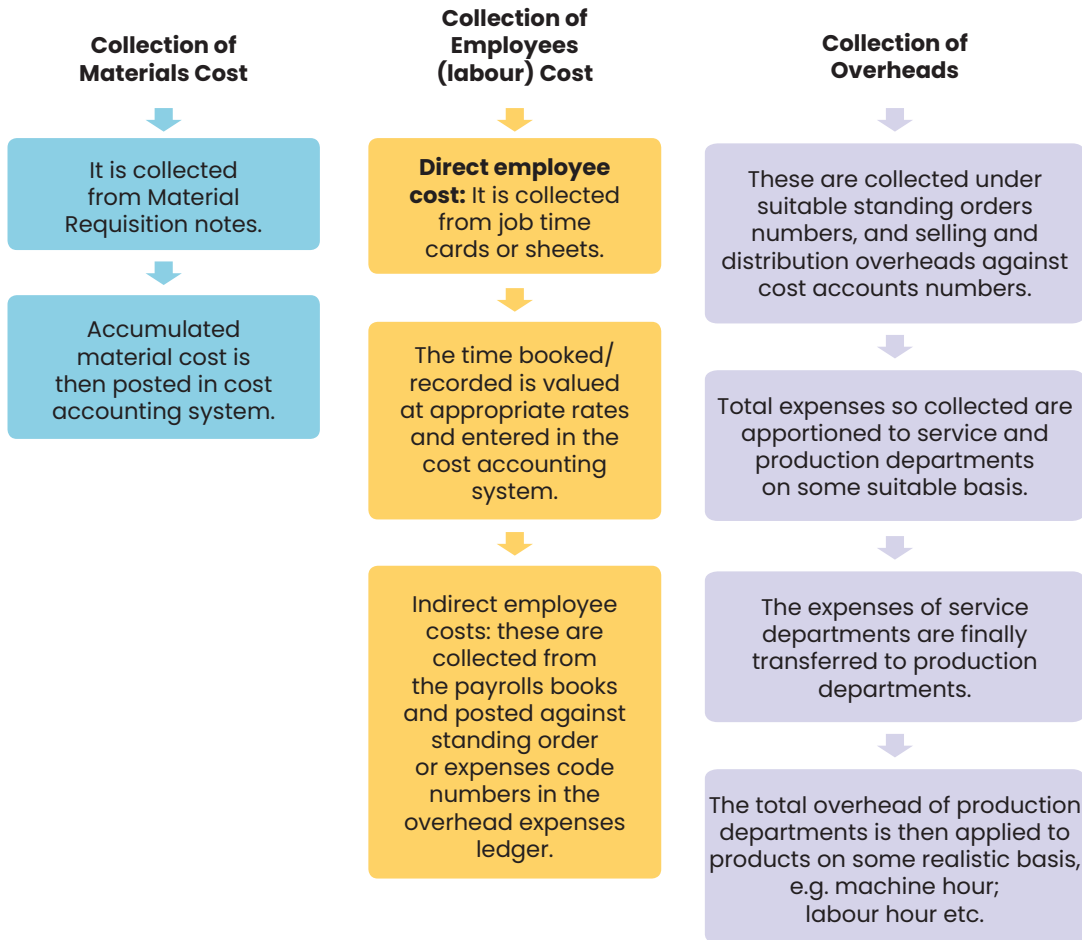 Collection of
Materials Cost
It is collected
from Material
Requisition notes.
Accumulated
material cost is
then posted in cost
accounting system.
Collection of
Employees
(labour) Cost
Direct employee
cost: It is collected
from job time
cards or sheets.
The time booked/
recorded is valued
at appropriate rates
and entered in the
cost accounting
system.
Indirect employee
costs: these are
collected from
the payrolls books
and posted against
standing order
or expenses code
numbers in the
overhead expenses
ledger.
Collection of
Overheads
These are collected under
suitable standing orders
numbers, and selling and
distribution overheads against
cost accounts numbers.
Total expenses so collected are
apportioned to service and
production departments
on some suitable basis.
The expenses of service
departments are finally
transferred to production
departments.
The total overhead of production
departments is then applied to
products on some realistic basis,
e.g. machine hour;
labour hour etc.